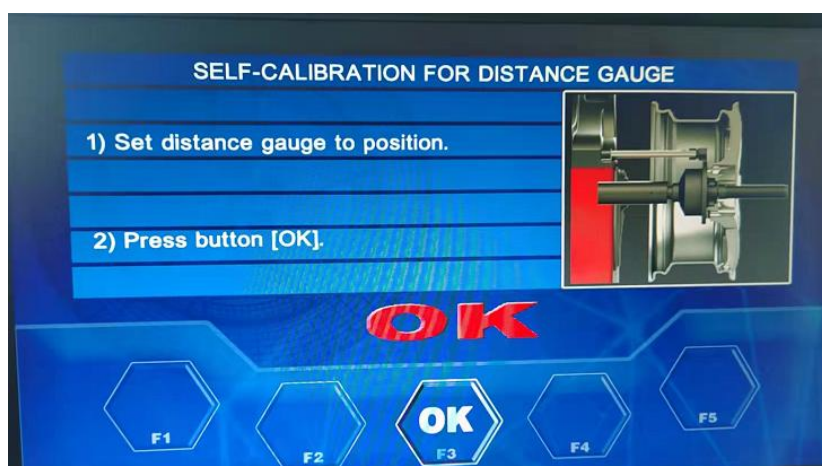 SELF-CALIBRATION FOR DISTANCE GAUGE
1) Set distance gauge to position.
2) Press button [OK].
OK
F1
F2
OK
F3
F4
F5